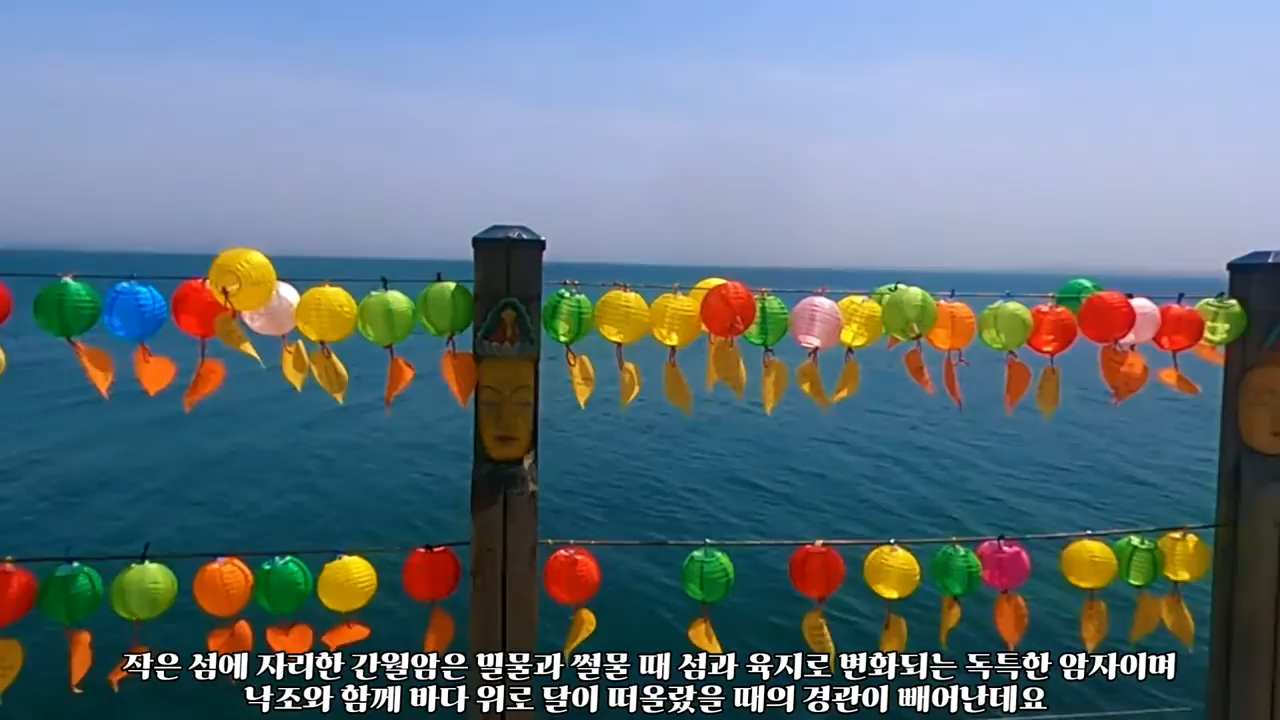 작은 섬에 자리한 간월암은 밀물과 썰물 때 섬과 육지로 변화되는 독특한 암자이며
낙조와 함께 바다 위로 달이 떠올랐을 때의 경관이 빼어난데요